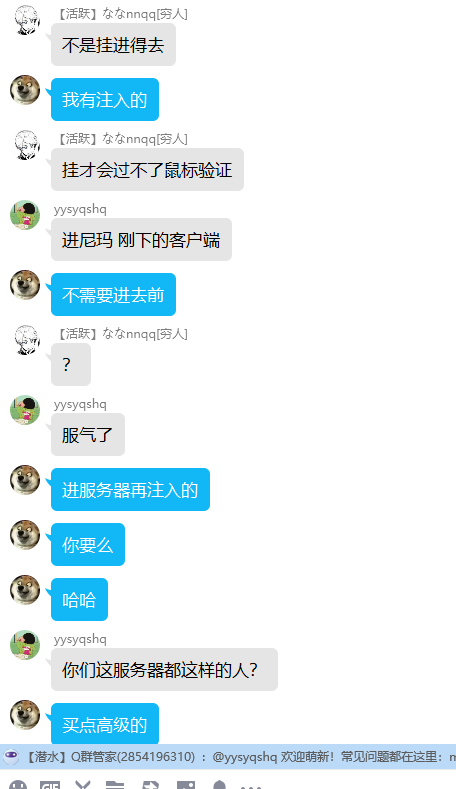 【活跃】ななnnqq[穷人]
不是挂进得去
我有注入的
【活跃】ななnnqq[穷人]
挂才会过不了鼠标验证
yysyqshq
进尼玛 刚下的客户端
不需要进去前
【活跃】ななnnqq[穷人]
？
yysyqshq
服气了
进服务器再注入的
你要么
哈哈
yysyqshq
你们这服务器都这样的人？
买点高级的
【潜水】Q群管家(2854196310) ：@yysyqshq 欢迎萌新！常见问题都在这里：m
GIF